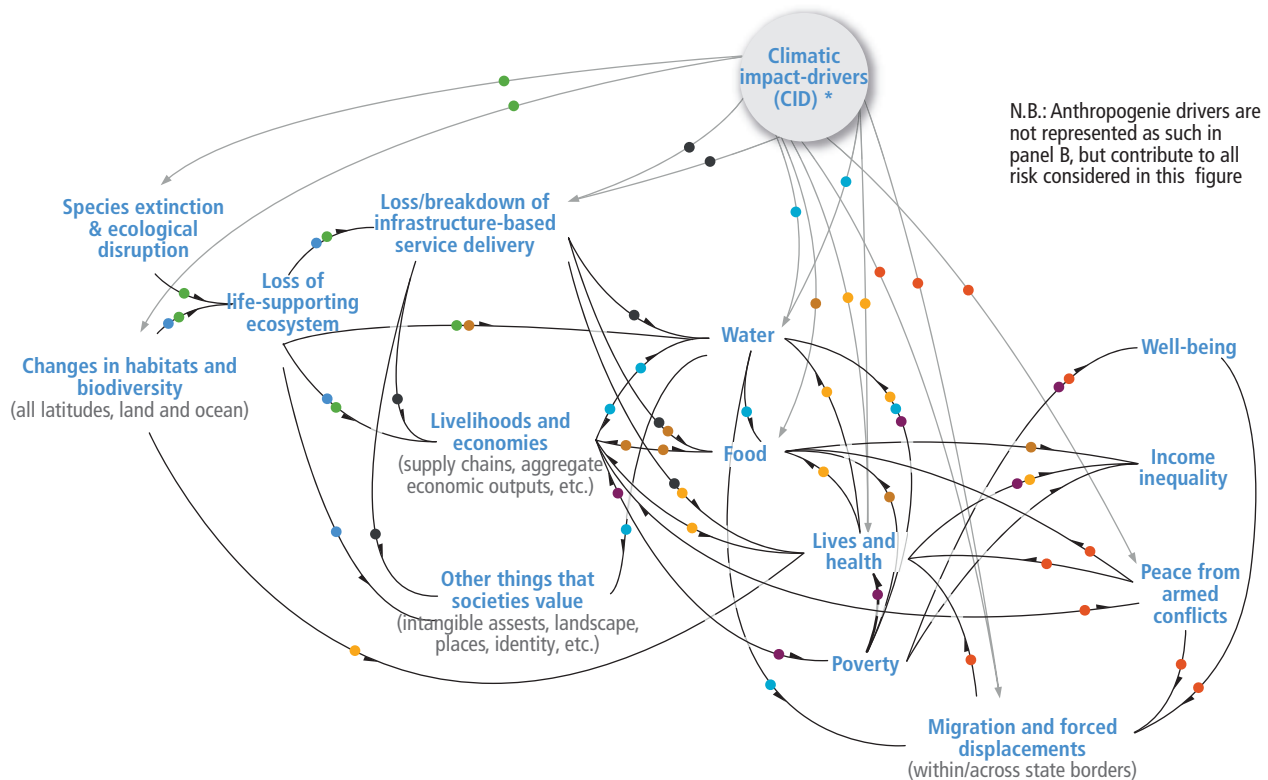 Climatic
impact-drivers
(CID) *
N.B.: Anthropogenie drivers are
not represented as such in
panel B, but contribute to all
risk considered in this figure
Species extinction
& ecological
disruption
Loss/breakdown of
infrastructure-based
service delivery
Loss of
life-supporting
ecosystem
Changes in habitats and
biodiversity
(all latitudes, land and ocean)
Water
Well-being
Livelihoods and
economies
(supply chains, aggregate
economic outputs, etc.)
Food
Income
inequality
Lives and
health
Peace from
armed
conflicts
Other things that
societies value
(intangible assests, landscape,
places, identity, etc.)
Poverty
Migration and forced
displacements
(within/across state borders)